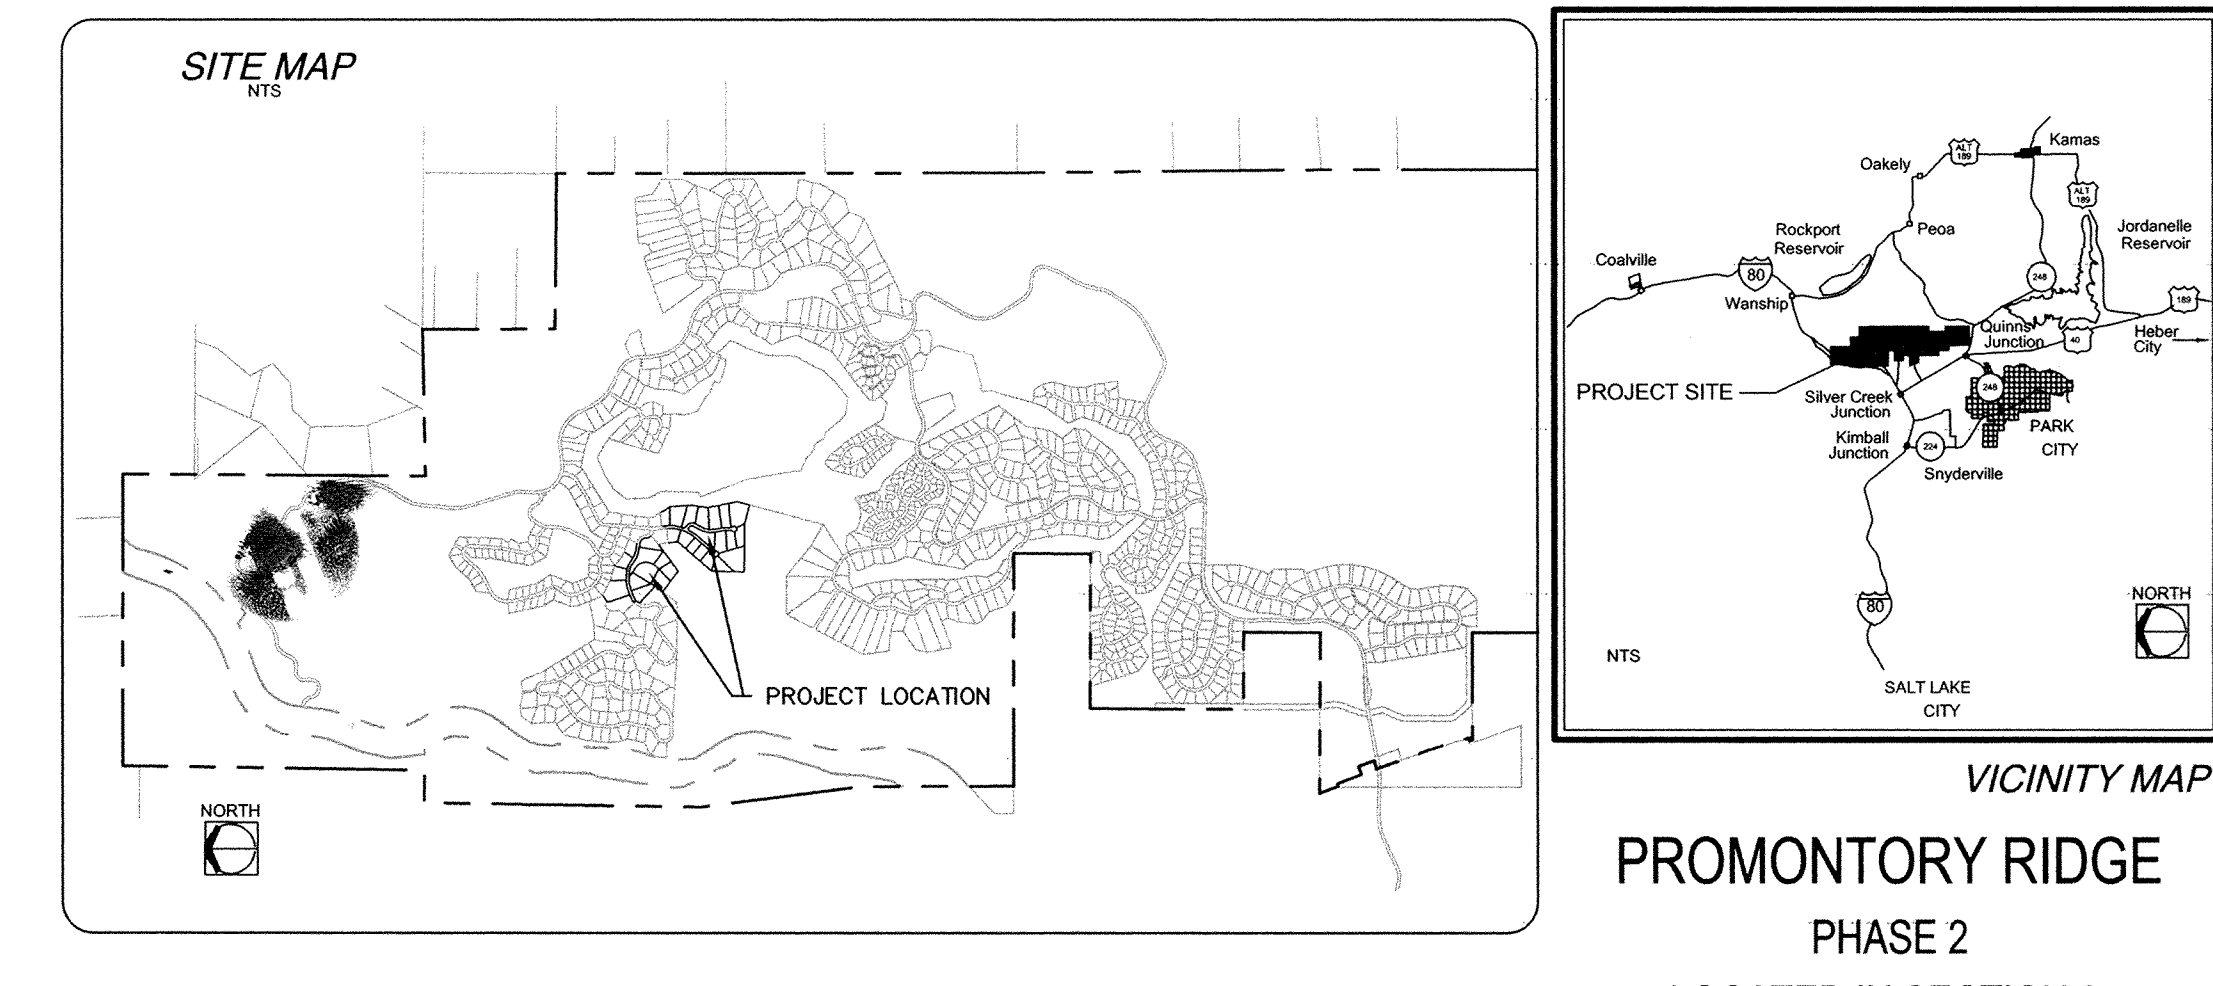 SITE MAP
NTS
PROJECT LOCATION
NORTH
Kamas
ALT
189
Oakely
ALT
189
Rockport
Reservoir
Peoa
Jordanelle
Reservoir
Coalville
80
248
Wanship
189
Quinns
Junction
40
Heber
City
PROJECT SITE
Silver Creek
Junction
248
PARK
CITY
Kimball
Junction
224
Snyderville
80
NORTH
NTS
SALT LAKE
CITY
VICINITY MAP
PROMONTORY RIDGE
PHASE 2